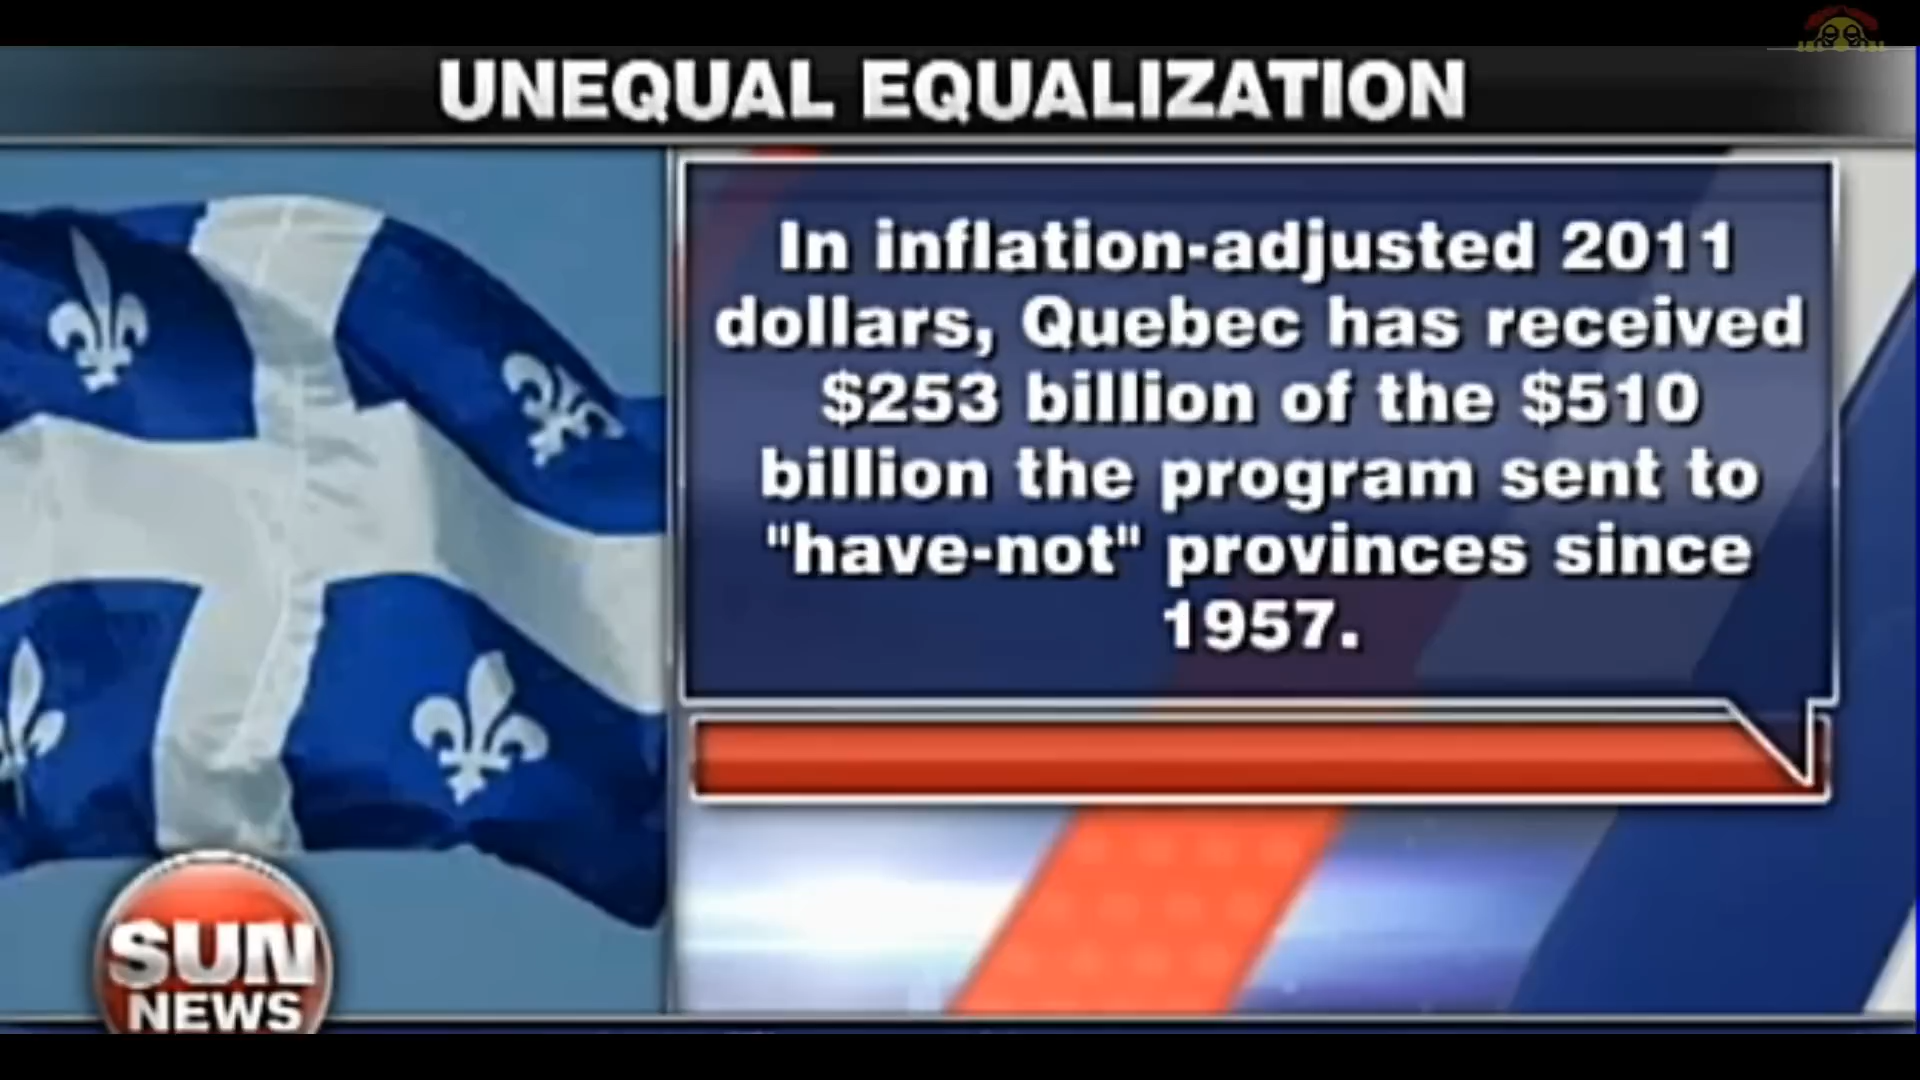 UNEQUAL EQUALIZATION
In inflation-adjusted 2011
dollars, Quebec has received
$253 billion of the $510
billion the program sent to
"have-not" provinces since
1957.
SUN
NEWS